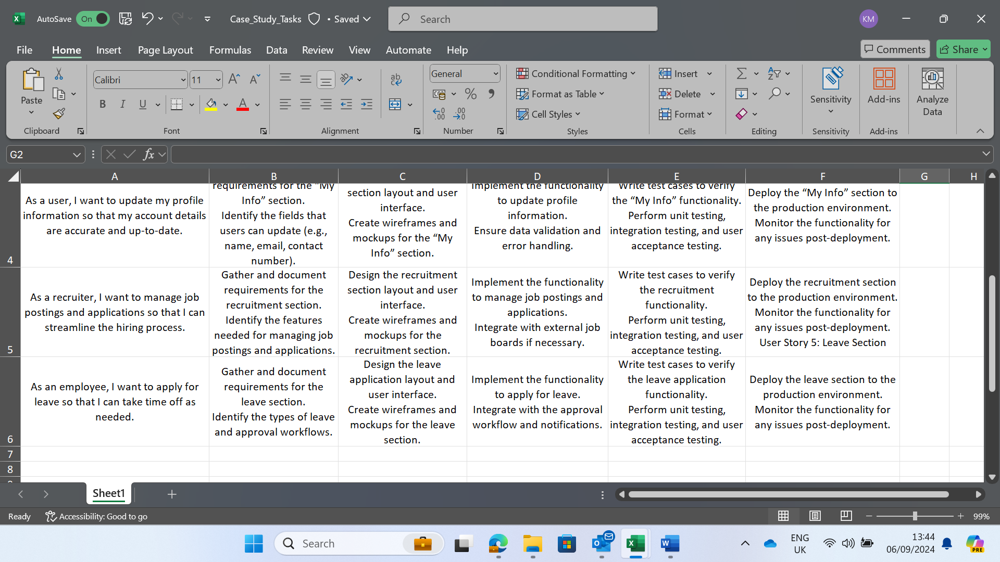 AutoSave On Case_Study_Tasks • Saved Search KM
File Home Insert Page Layout Formulas Data Review View Automate Help Comments Share
Paste
Clipboard
Calibri 11
B I U A
Font
ab
Alignment
General
% 
Number
Conditional Formatting
Format as Table
Cell Styles
Styles
Insert
Delete
Format
Cells
Editing
Sensitivity
Sensitivity
Add-ins
Add-ins
Analyze
Data
G2 fx
A B C D E F G H
4
As a user, I want to update my profile
information so that my account details
are accurate and up-to-date.
requirements for the “My
Info” section.
Identify the fields that
users can update (e.g.,
name, email, contact
number).
section layout and user
interface.
Create wireframes and
mockups for the “My
Info” section.
Implement the functionality
to update profile
information.
Ensure data validation and
error handling.
Write test cases to verify
the “My Info” functionality.
Perform unit testing,
integration testing, and user
acceptance testing.
Deploy the “My Info” section to
the production environment.
Monitor the functionality for
any issues post-deployment.
5
As a recruiter, I want to manage job
postings and applications so that I can
streamline the hiring process.
Gather and document
requirements for the
recruitment section.
Identify the features
needed for managing job
postings and applications.
Design the recruitment
section layout and user
interface.
Create wireframes and
mockups for the
recruitment section.
Implement the functionality
to manage job postings and
applications.
Integrate with external job
boards if necessary.
Write test cases to verify
the recruitment
functionality.
Perform unit testing,
integration testing, and user
acceptance testing.
Deploy the recruitment section
to the production environment.
Monitor the functionality for
any issues post-deployment.
User Story 5: Leave Section
6
As an employee, I want to apply for
leave so that I can take time off as
needed.
Gather and document
requirements for the
leave section.
Identify the types of leave
and approval workflows.
Design the leave
application layout and
user interface.
Create wireframes and
mockups for the leave
section.
Implement the functionality
to apply for leave.
Integrate with the approval
workflow and notifications.
Write test cases to verify
the leave application
functionality.
Perform unit testing,
integration testing, and user
acceptance testing.
Deploy the leave section to the
production environment.
Monitor the functionality for
any issues post-deployment.
7
8
Sheet1
Ready Accessibility: Good to go 99%
Search
ENG
UK
13:44
06/09/2024
PRE